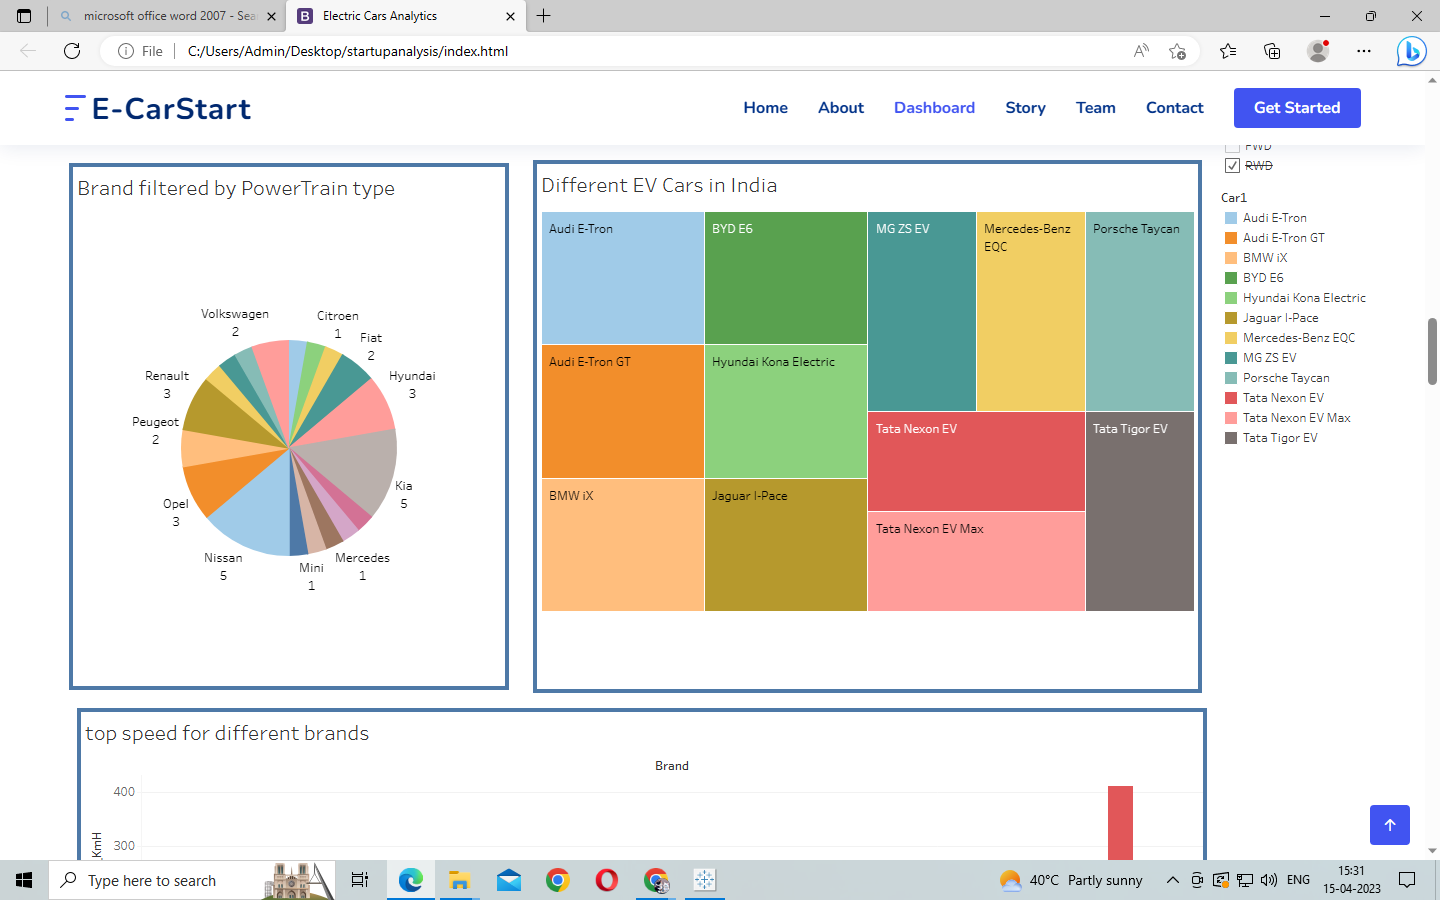 microsoft office word 2007 - Sea
Electric Cars Analytics
File
C:/Users/Admin/Desktop/startupanalysis/index.html
E-CarStart
Home
About
Dashboard
Story
Team
Contact
Get Started
FWD
RWD
Brand filtered by PowerTrain type
Volkswagen
2
Citroen
1
Fiat
2
Renault
3
Hyundai
3
Peugeot
2
Kia
5
Opel
3
Nissan
5
Mini
1
Mercedes
1
Different EV Cars in India
Audi E-Tron
BYD E6
MG ZS EV
Mercedes-Benz
EQC
Porsche Taycan
Audi E-Tron GT
Hyundai Kona Electric
Tata Nexon EV
Tata Tigor EV
BMW iX
Jaguar I-Pace
Tata Nexon EV Max
Car1
Audi E-Tron
Audi E-Tron GT
BMW iX
BYD E6
Hyundai Kona Electric
Jaguar I-Pace
Mercedes-Benz EQC
MG ZS EV
Porsche Taycan
Tata Nexon EV
Tata Nexon EV Max
Tata Tigor EV
top speed for different brands
Brand
400
300
KmH
Type here to search
40°C Partly sunny
ENG
15:31
15-04-2023